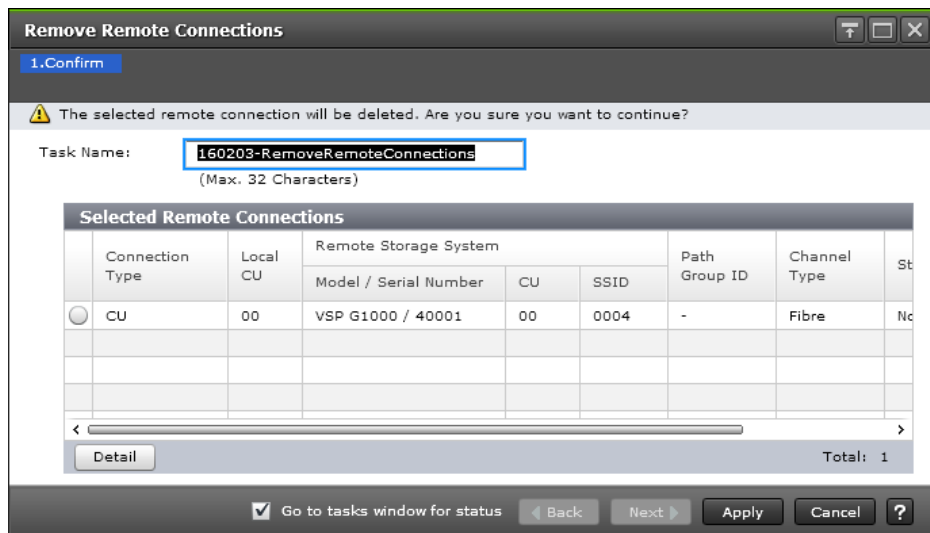 Remove Remote Connections
1.Confirm
The selected remote connection will be deleted. Are you sure you want to continue?
Task Name: 160203-RemoveRemoteConnections
(Max. 32 Characters)
Selected Remote Connections
Connection Type Local CU Remote Storage System Path Group ID Channel Type St
Model / Serial Number CU SSID
CU 00 VSP G1000 / 40001 00 0004 - Fibre No
Detail Total: 1
Go to tasks window for status Back Next Apply Cancel ?